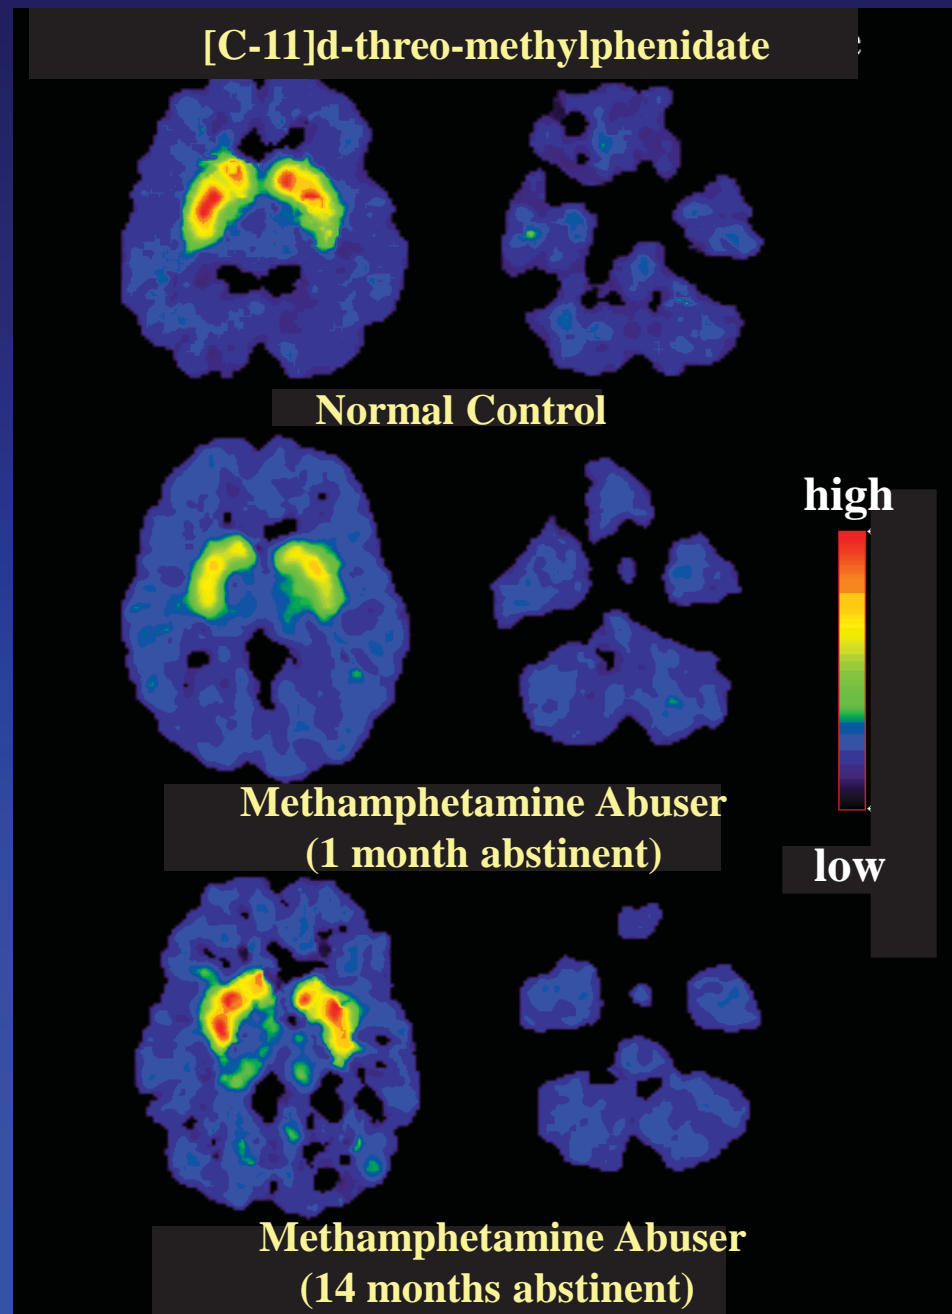 [C-11]d-threo-methylphenidate
Normal Control
high
Methamphetamine Abuser
(1 month abstinent)
low
Methamphetamine Abuser
(14 months abstinent)